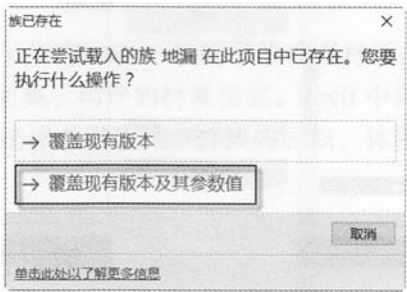 族已存在
正在尝试载入的族 地漏 在此项目中已存在。您要
执行什么操作？
→ 覆盖现有版本
→ 覆盖现有版本及其参数值
取消
单击此处以了解更多信息